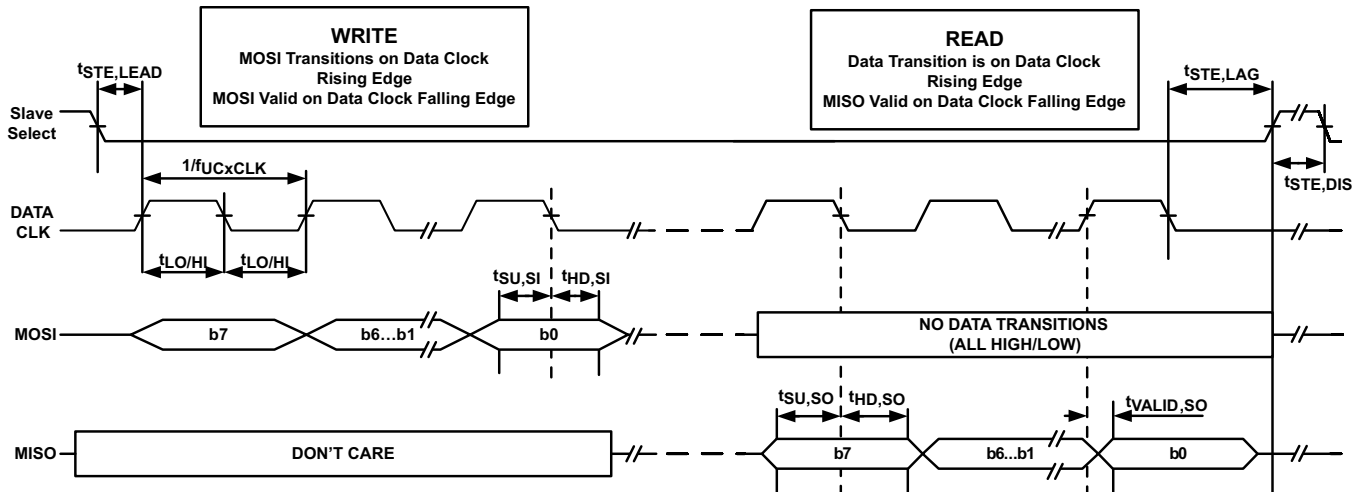 WRITE
MOSI Transitions on Data Clock
Rising Edge
MOSI Valid on Data Clock Falling Edge
READ
Data Transition is on Data Clock
Rising Edge
MISO Valid on Data Clock Falling Edge
tSTE,LEAD
tSTE,LAG
Slave
Select
tSTE,DIS
1/fUCxCLK
DATA
CLK
tLO/HI
tLO/HI
tSU,SI
tHD,SI
MOSI
b7
b6...b1
b0
NO DATA TRANSITIONS
(ALL HIGH/LOW)
tSU,SO
tHD,SO
tVALID,SO
MISO
DON'T CARE
b7
b6...b1
b0